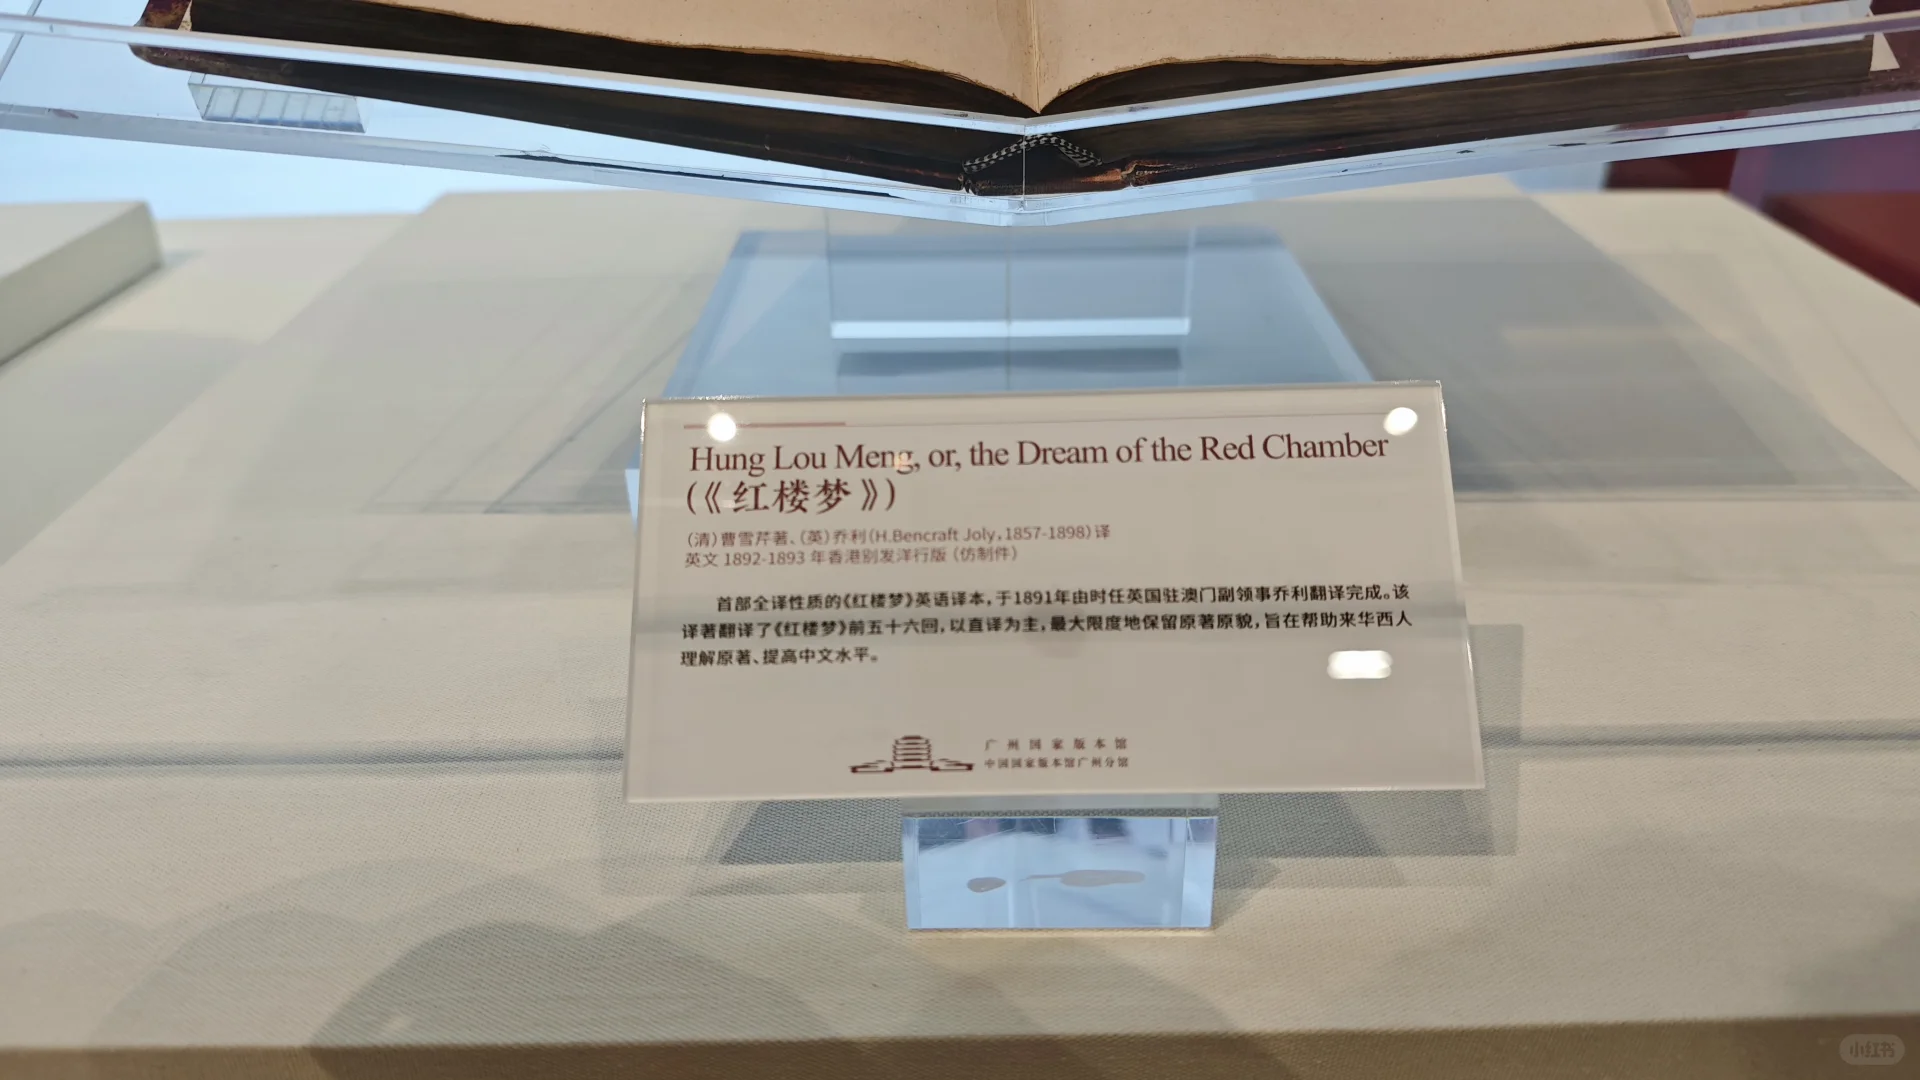 Hung Lou Meng, or, the Dream of the Red Chamber
(《红楼梦》)
(清)曹雪芹著、(英)乔利(H.Bencraft Joly,1857-1898)译
英文 1892-1893 年香港别发洋行版(仿制件)
首部全译性质的《红楼梦》英语译本,于1891年由时任英国驻澳门副领事乔利翻译完成。该
译著翻译了《红楼梦》前五十六回,以直译为主,最大限度地保留原著原貌,旨在帮助来华西人
理解原著、提高中文水平。
广州国家版本馆
中国国家版本馆广州分馆
小红书